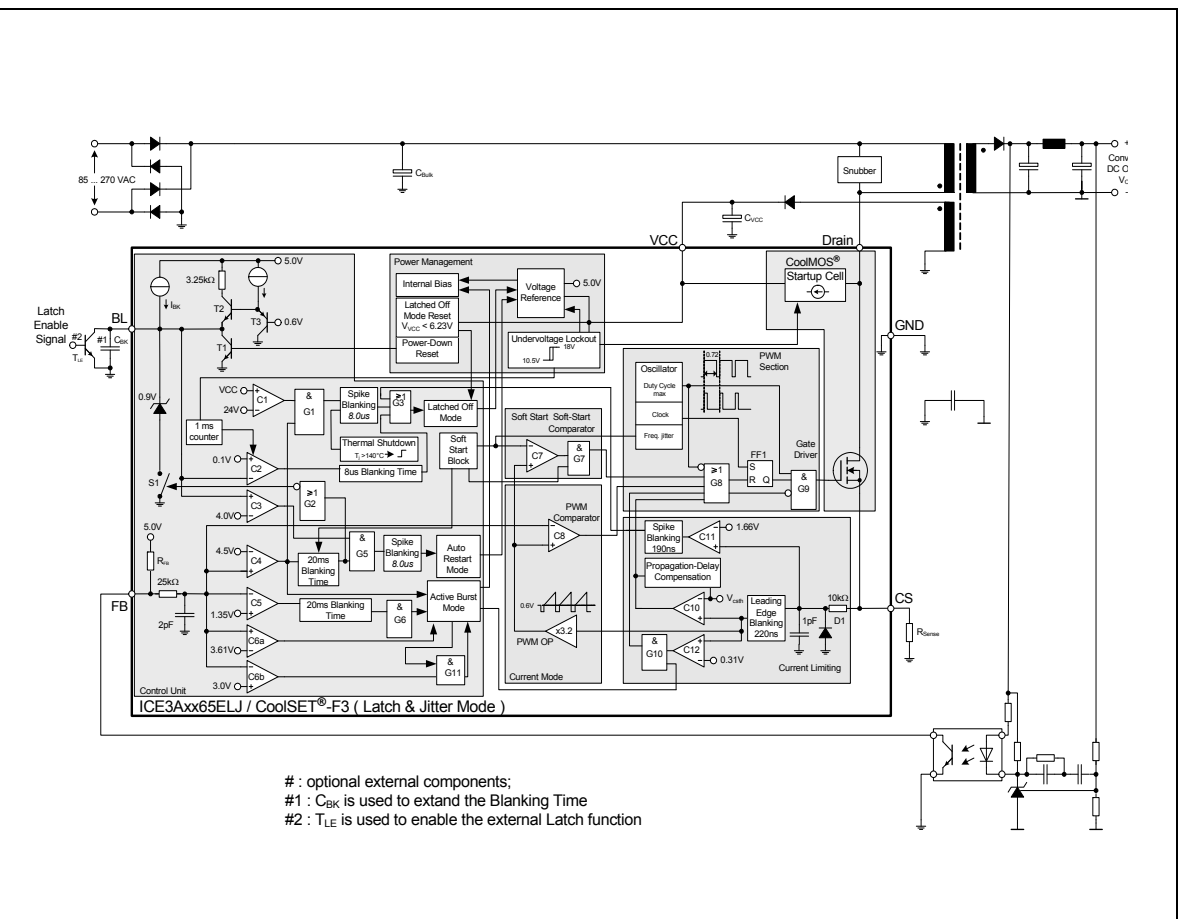 85 ... 270 VAC
CBulk
Snubber
+
Conv
DC O
VO
-
CVCC
VCC
Drain
5.0V
3.25kΩ
IBK
T2
T3
0.6V
T1
Latch
Enable
Signal
#2
TLE
#1
CBK
BL
Power Management
Internal Bias
Latched Off
Mode Reset
VVCC < 6.23V
Power-Down
Reset
Voltage
Reference
5.0V
Undervoltage Lockout
18V
10.5V
CoolMOS®
Startup Cell
GND
0.9V
VCC
24V
C1
&
G1
Spike
Blanking
8.0us
≥1
G3
Latched Off
Mode
1 ms
counter
Thermal Shutdown
Tj >140°C
0.1V
C2
8us Blanking Time
Soft
Start
Block
S1
C3
4.0V
≥1
G2
5.0V
RFB
25kΩ
FB
2pF
4.5V
C4
20ms
Blanking
Time
&
G5
Spike
Blanking
8.0us
Auto
Restart
Mode
C5
1.35V
20ms Blanking
Time
&
G6
Active Burst
Mode
C6a
3.61V
C6b
3.0V
&
G11
Control Unit
Soft Start
Soft-Start
Comparator
C7
&
G7
PWM
Comparator
C8
0.6V
x3.2
PWM OP
Current Mode
Oscillator
Duty Cycle
max
Clock
Freq. jitter
0.72
PWM
Section
FF1
S
R
Q
Gate
Driver
≥1
G8
&
G9
Spike
Blanking
190ns
C11
1.66V
Propagation-Delay
Compensation
Vcsth
C10
Leading
Edge
Blanking
220ns
10kΩ
1pF
D1
CS
RSense
&
G10
C12
0.31V
Current Limiting
ICE3Axx65ELJ / CoolSET®-F3 ( Latch & Jitter Mode )
# : optional external components;
#1 : CBK is used to extand the Blanking Time
#2 : TLE is used to enable the external Latch function